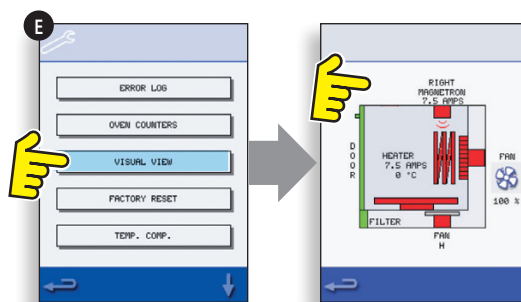 E
ERROR LOG
OVEN COUNTERS
VISUAL VIEW
FACTORY RESET
TEMP. COMP.
RIGHT
MAGNETRON
7.5 AMPS
DOOR
HEATER
7.5 AMPS
0 °C
FAN
100 %
FILTER
FAN
H